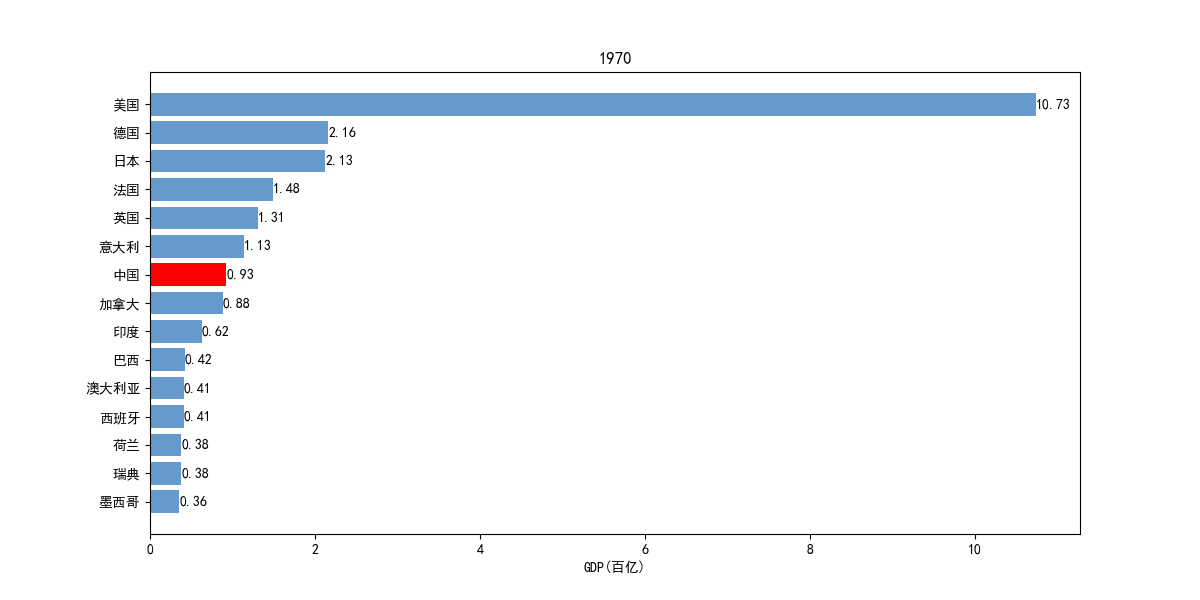 1970
美国 10.73
德国 2.16
日本 2.13
法国 1.48
英国 1.31
意大利 1.13
中国 0.93
加拿大 0.88
印度 0.62
巴西 0.42
澳大利亚 0.41
西班牙 0.41
荷兰 0.38
瑞典 0.38
墨西哥 0.36
0 2 4 6 8 10
GDP(百亿)